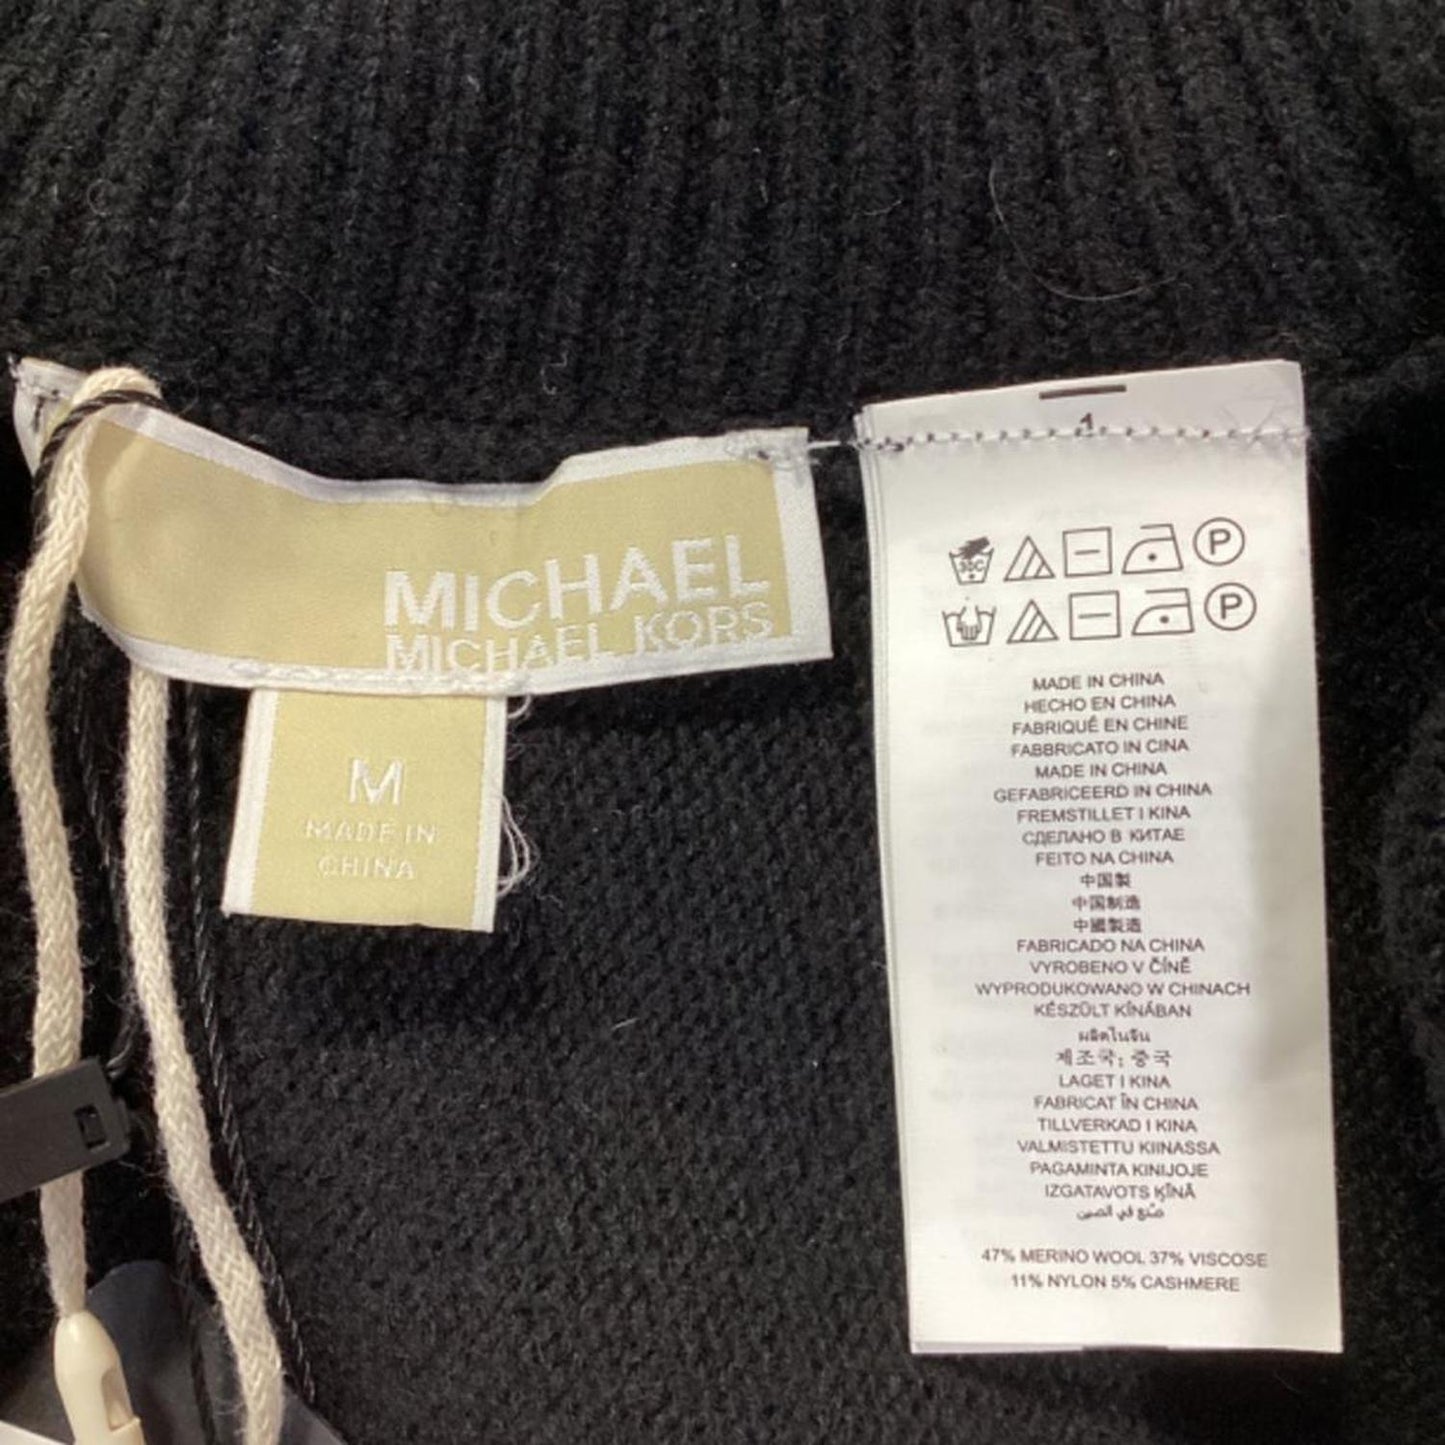 MICHAEL
MICHAEL KORS
M
MADE IN
CHINA
1
30C P
P
MADE IN CHINA
HECHO EN CHINA
FABRIQUÉ EN CHINE
FABBRICATO IN CINA
MADE IN CHINA
GEFABRICEERD IN CHINA
FREMSTILLET I KINA
СДЕЛАНО В КИТАЕ
FEITO NA CHINA
中国製
中国制造
中國製造
FABRICADO NA CHINA
VYROBENO V ČÍNĚ
WYPRODUKOWANO W CHINACH
KÉSZÜLT KÍNÁBAN
ผลิตในจีน
제조국: 중국
LAGET I KINA
FABRICAT ÎN CHINA
TILLVERKAD I KINA
VALMISTETTU KIINASSA
PAGAMINTA KINIJOJE
IZGATAVOTS ĶĪNĀ
صنع في الصين
47% MERINO WOOL 37% VISCOSE
11% NYLON 5% CASHMERE